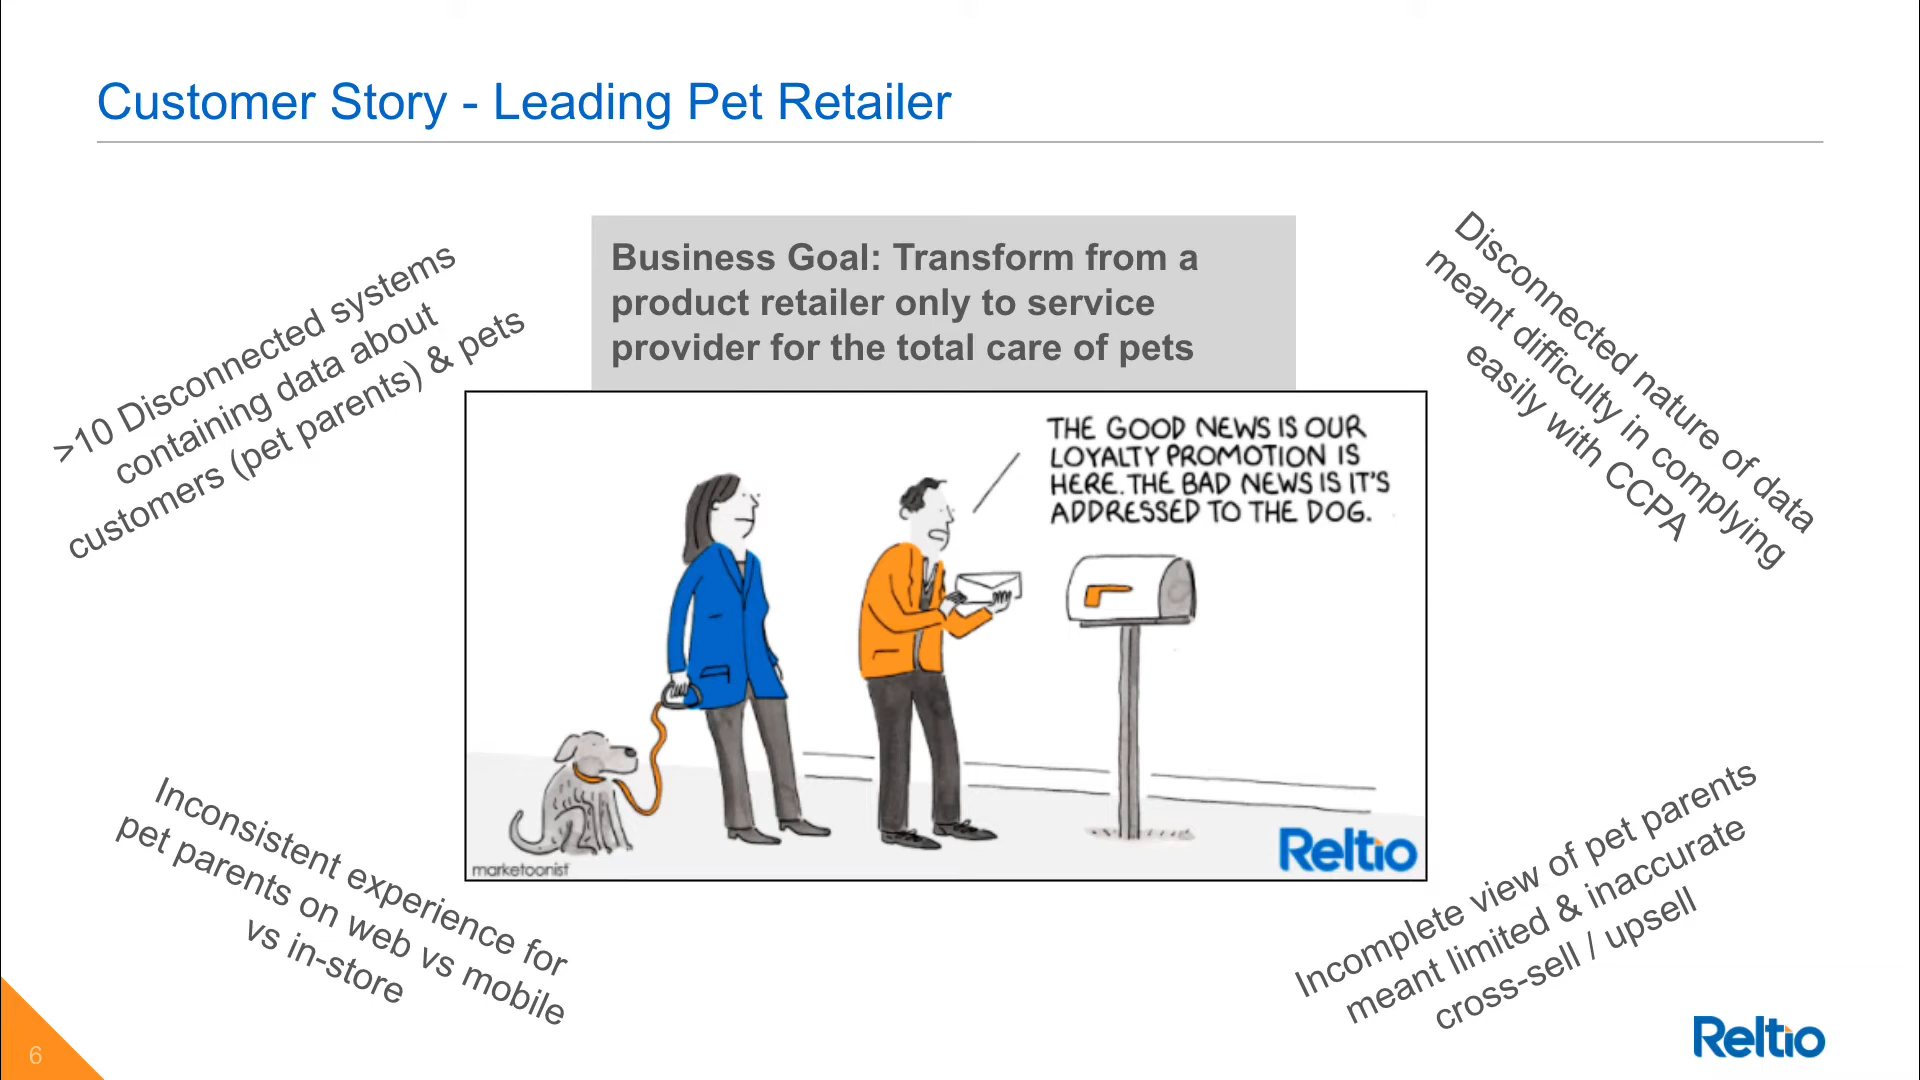 Customer Story - Leading Pet Retailer
>10 Disconnected systems
containing data about
customers (pet parents) & pets
Business Goal: Transform from a
product retailer only to service
provider for the total care of pets
Disconnected nature of data
meant difficulty in complying
easily with CCPA
THE GOOD NEWS IS OUR
LOYALTY PROMOTION IS
HERE. THE BAD NEWS IS IT'S
ADDRESSED TO THE DOG.
marketoonist
Reltio
Inconsistent experience for
pet parents on web vs mobile
vs in-store
Incomplete view of pet parents
meant limited & inaccurate
cross-sell / upsell
6
Reltio